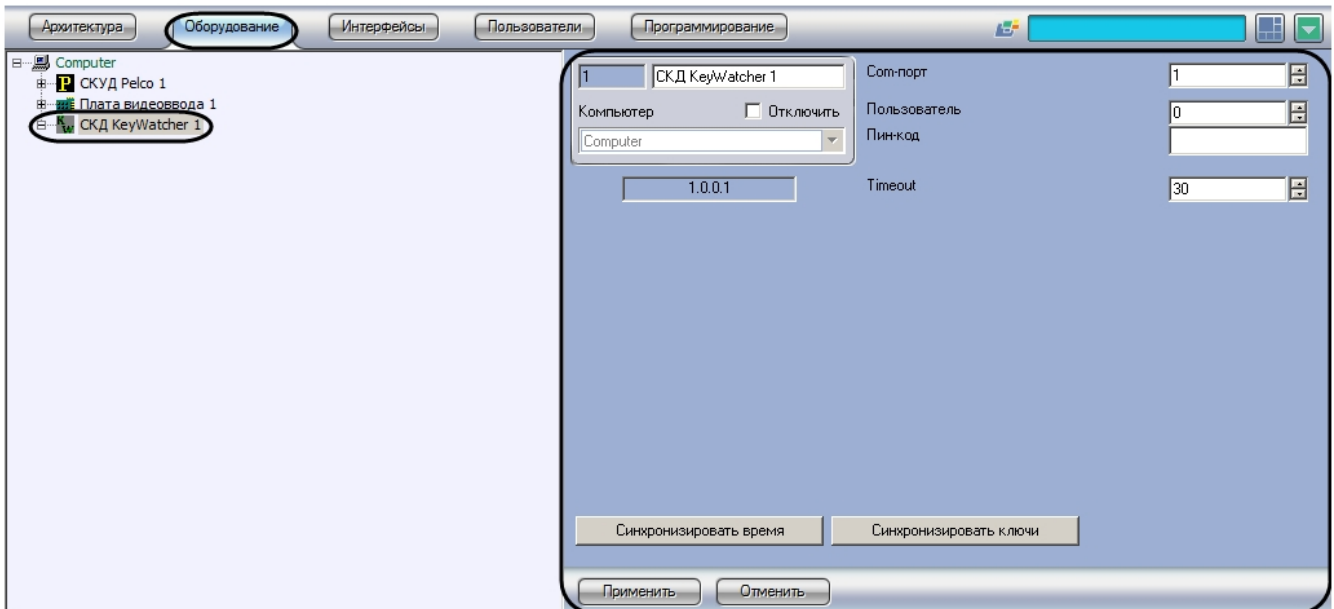 Архитектура Оборудование Интерфейсы Пользователи Программирование
Computer
СКУД Pelco 1
Плата видеоввода 1
СКД KeyWatcher 1
1 СКД KeyWatcher 1
Компьютер Отключить
Computer
1.0.0.1
Com-порт 1
Пользователь 0
Пин-код
Timeout 30
Синхронизировать время Синхронизировать ключи
Применить Отменить